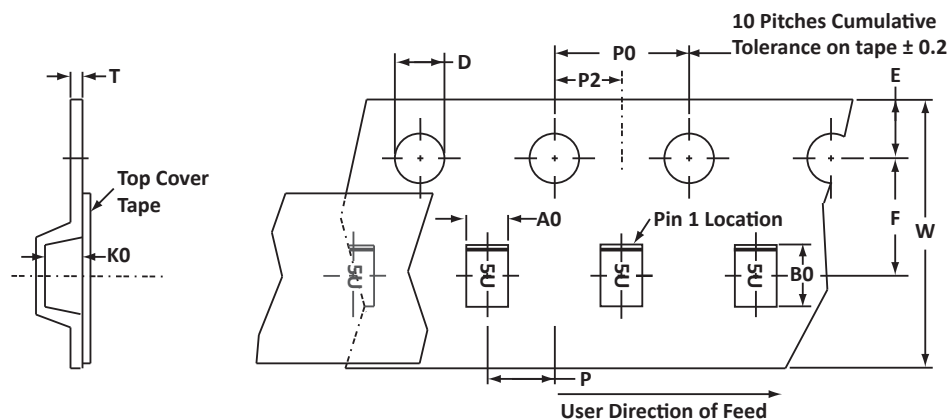 10 Pitches Cumulative
Tolerance on tape ± 0.2
P0
D
P2
E
T
Top Cover
Tape
K0
A0
Pin 1 Location
F
W
B0
5U
5U
5U
5U
P
User Direction of Feed